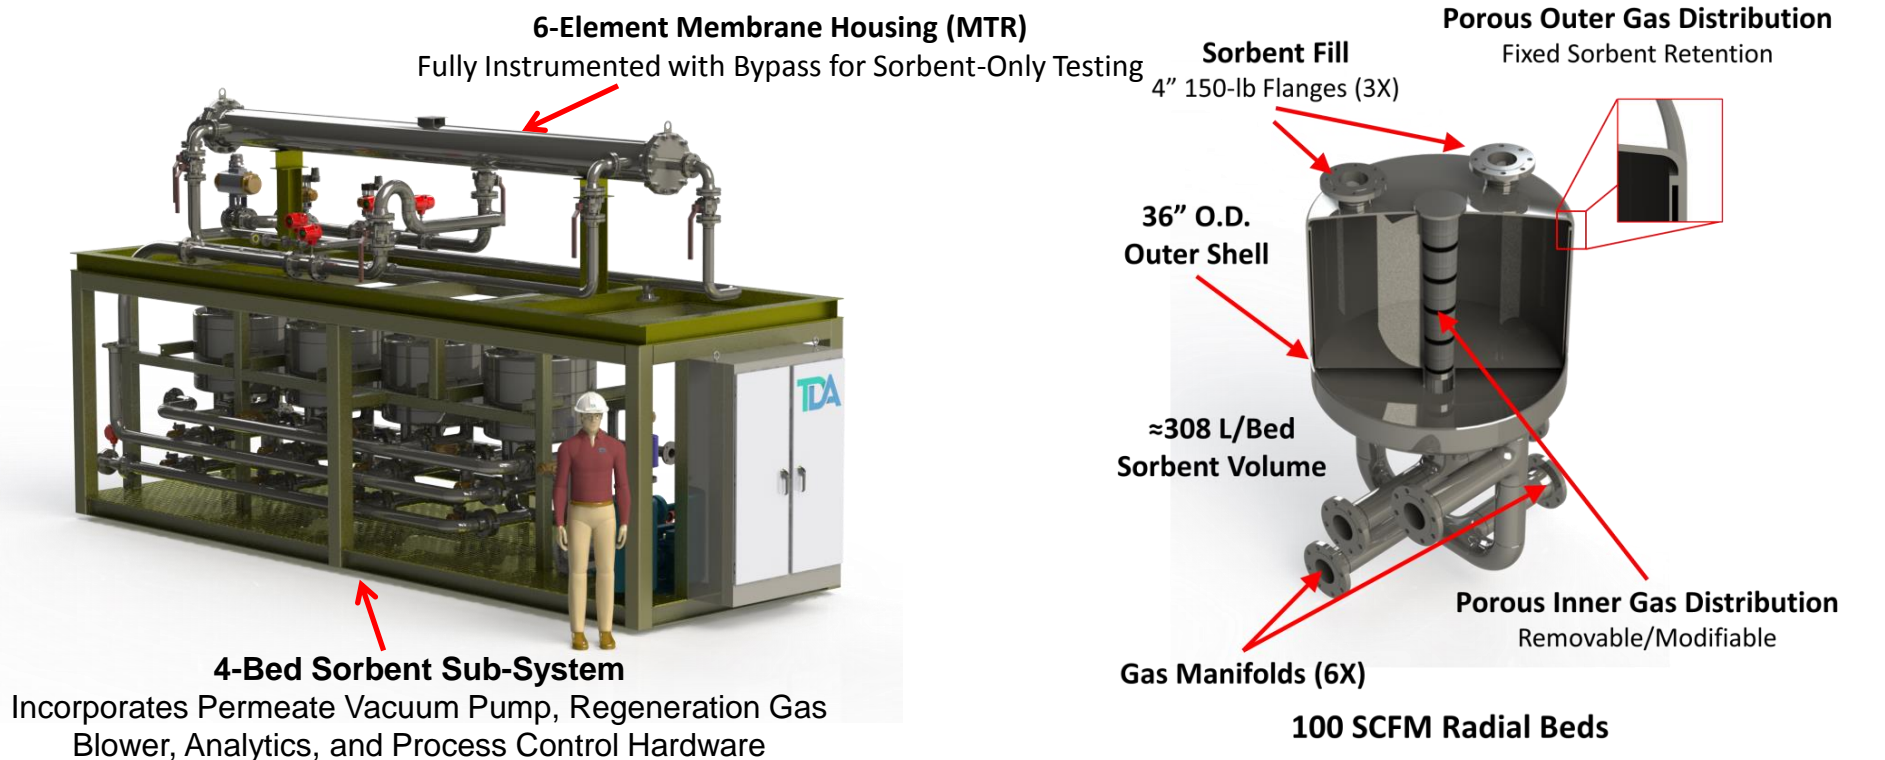 6-Element Membrane Housing (MTR)
Fully Instrumented with Bypass for Sorbent-Only Testing
TDA
4-Bed Sorbent Sub-System
Incorporates Permeate Vacuum Pump, Regeneration Gas
Blower, Analytics, and Process Control Hardware
Porous Outer Gas Distribution
Fixed Sorbent Retention
Sorbent Fill
4” 150-lb Flanges (3X)
36” O.D.
Outer Shell
≈308 L/Bed
Sorbent Volume
Porous Inner Gas Distribution
Removable/Modifiable
Gas Manifolds (6X)
100 SCFM Radial Beds